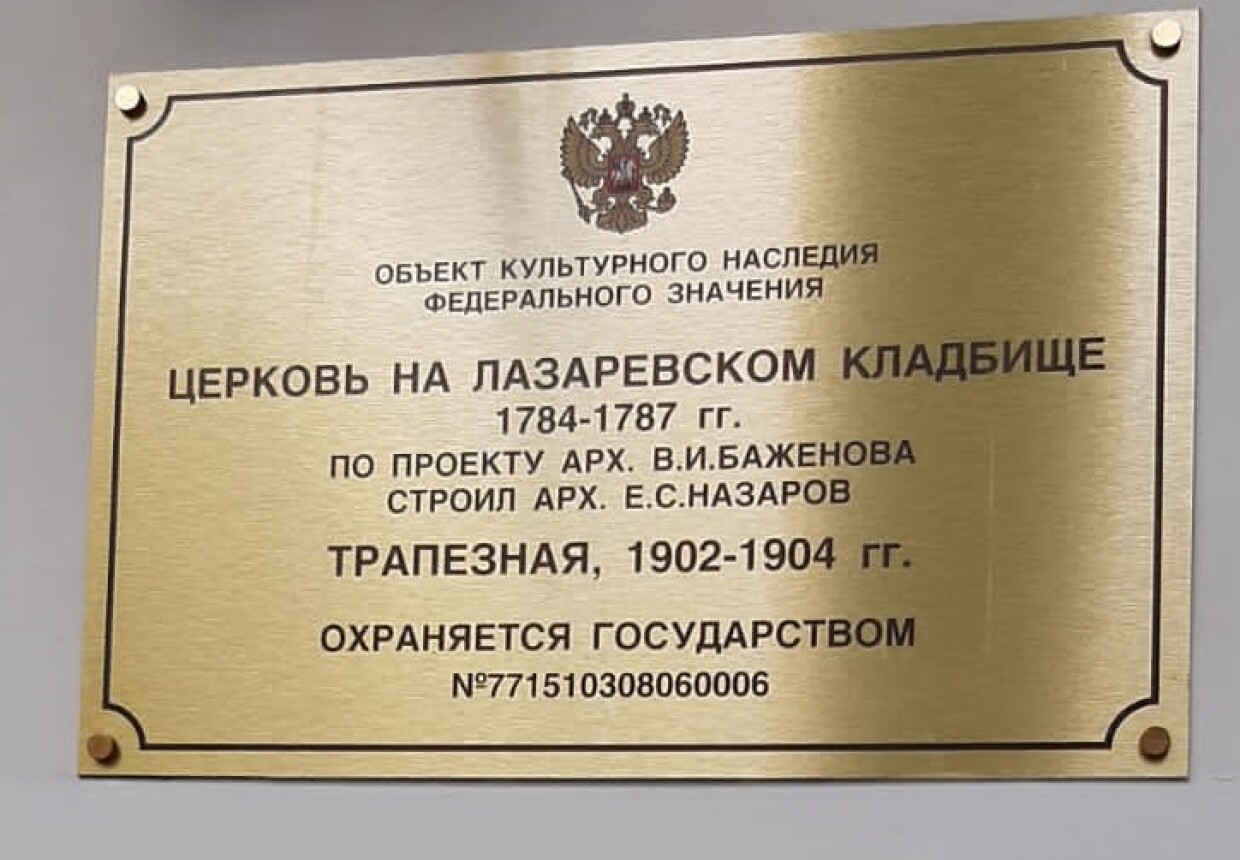 ОБЪЕКТ КУЛЬТУРНОГО НАСЛЕДИЯ
ФЕДЕРАЛЬНОГО ЗНАЧЕНИЯ
ЦЕРКОВЬ НА ЛАЗАРЕВСКОМ КЛАДБИЩЕ
1784-1787 гг.
ПО ПРОЕКТУ АРХ. В.И.БАЖЕНОВА
СТРОИЛ АРХ. Е.С.НАЗАРОВ
ТРАПЕЗНАЯ, 1902-1904 гг.
ОХРАНЯЕТСЯ ГОСУДАРСТВОМ
№771510308060006